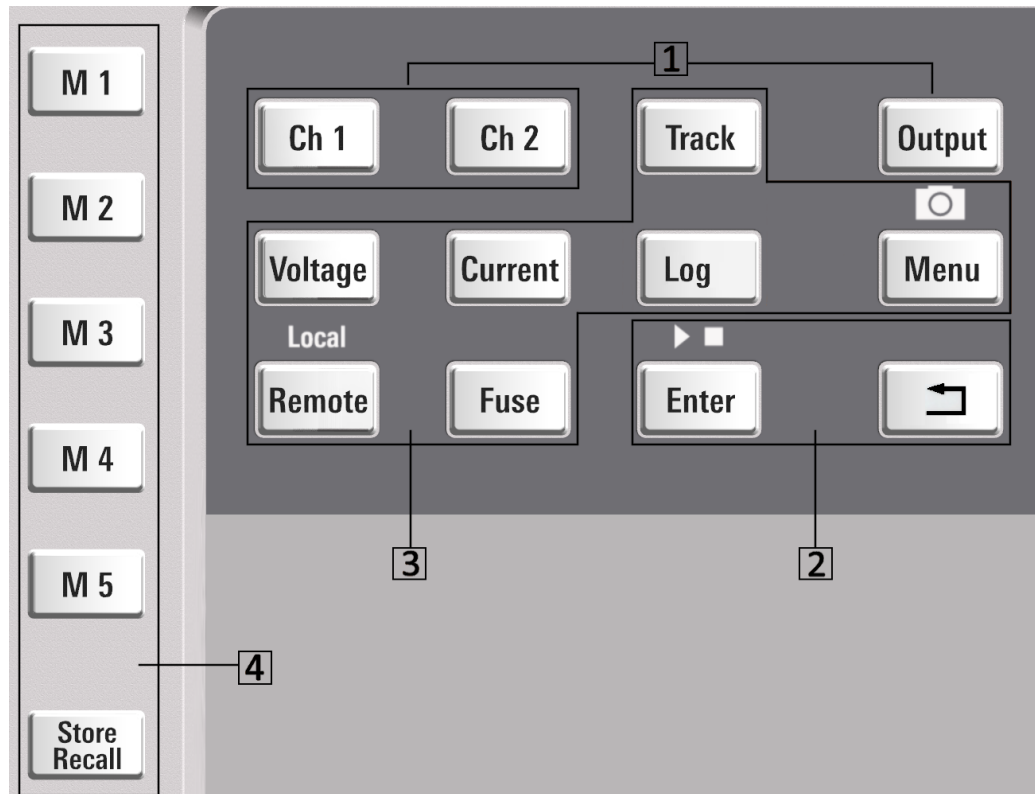 M 1
M 2
M 3
M 4
M 5
Store
Recall
4
1
Ch 1
Ch 2
Track
Output
Voltage
Current
Log
Menu
Local
Remote
Fuse
Enter
3
2